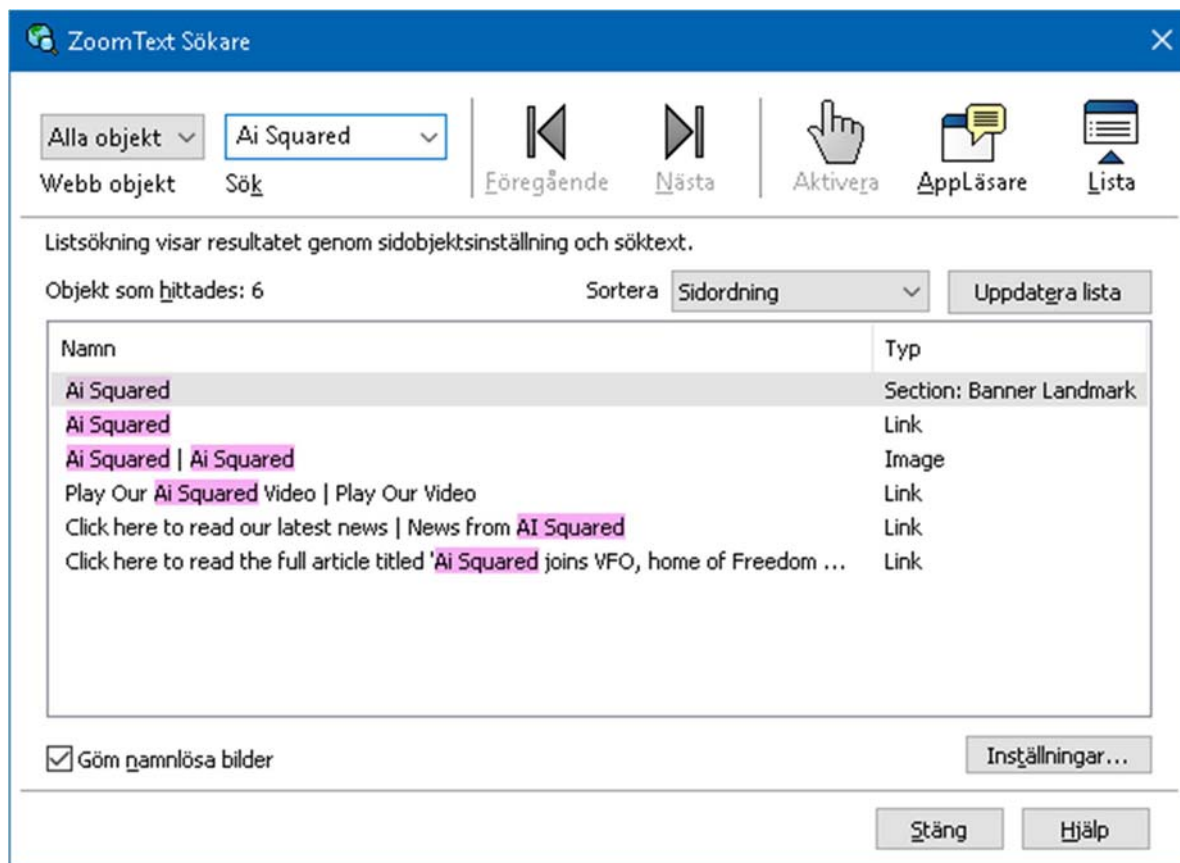 ZoomText Sökare
Alla objekt
Ai Squared
Webb objekt
Sök
Föregående
Nästa
Aktivera
AppLäsare
Lista
Listsökning visar resultatet genom sidobjektsinställning och söktext.
Objekt som hittades: 6
Sortera
Sidordning
Uppdatera lista
Namn Typ
Ai Squared Section: Banner Landmark
Ai Squared Link
Ai Squared | Ai Squared Image
Play Our Ai Squared Video | Play Our Video Link
Click here to read our latest news | News from AI Squared Link
Click here to read the full article titled 'Ai Squared joins VFO, home of Freedom ... Link
Göm namnlösa bilder
Inställningar...
Stäng
Hjälp